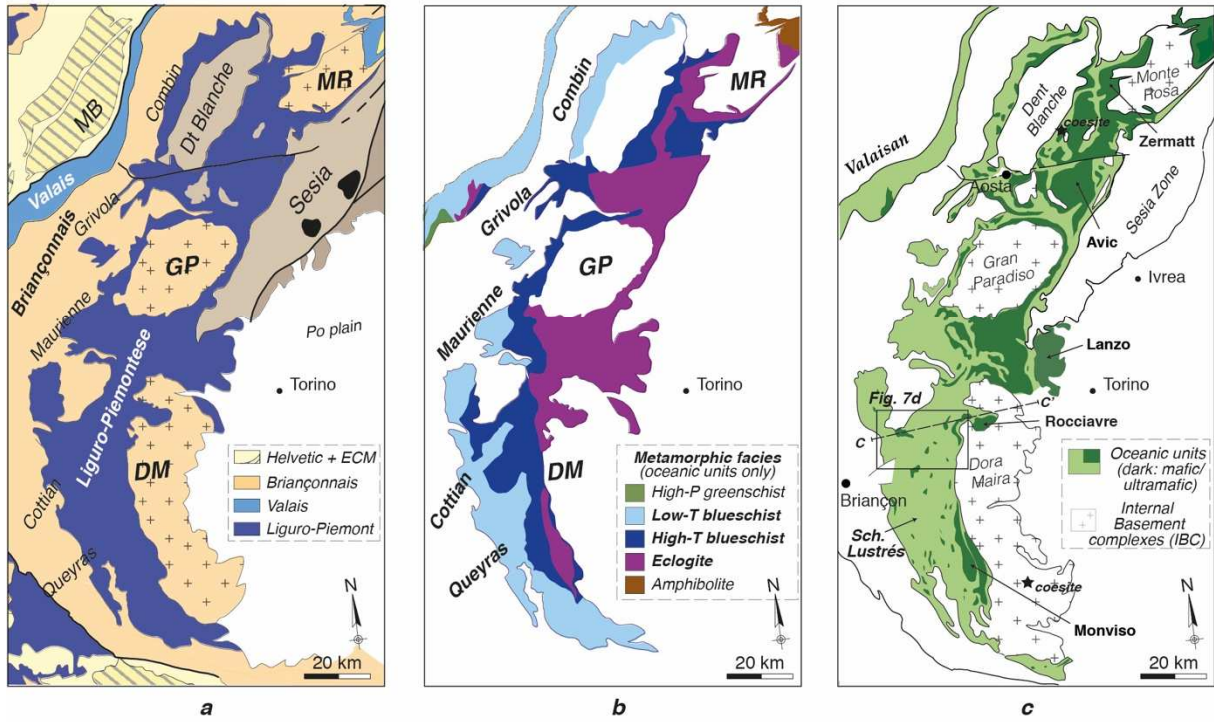 MB
Combin
Dt Blanche
MR
Valais
Grivola
Sesia
Briançonnais
GP
Maurienne
Po plain
Liguro-Piemontese
Torino
DM
Cottian
Queyras
Helvetic + ECM
Briançonnais
Valais
Liguro-Piemont
N
20 km
a
Combin
MR
Grivola
GP
Maurienne
Torino
DM
Cottian
Queyras
Metamorphic facies
(oceanic units only)
High-P greenschist
Low-T blueschist
High-T blueschist
Eclogite
Amphibolite
N
20 km
b
Monte
Rosa
Dent
Blanche
coesite
Zermatt
Valaisan
Aosta
Sesia Zone
Avic
Gran
Paradiso
Ivrea
Lanzo
Torino
Fig. 7d
C'
C
Rocciavre
Dora
Maira
Briançon
Sch.
Lustrés
Oceanic units
(dark: mafic/
ultramafic)
Internal
Basement
complexes (IBC)
coesite
Monviso
N
20 km
c